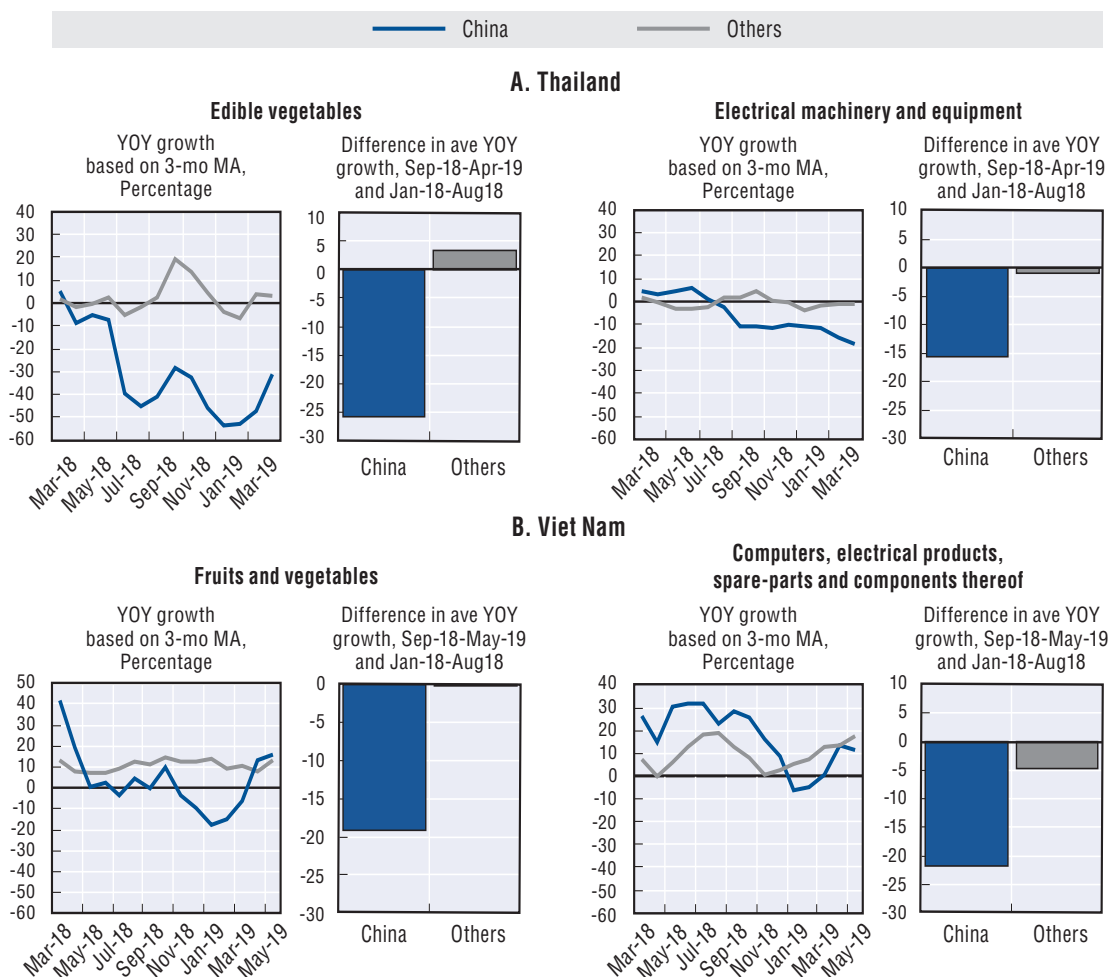 China
Others
A. Thailand
Edible vegetables
YOY growth
based on 3-mo MA,
Percentage
40
30
20
10
0
-10
-20
-30
-40
-50
-60
Mar-18
May-18
Jul-18
Sep-18
Nov-18
Jan-19
Mar-19
Difference in ave YOY
growth, Sep-18-Apr-19
and Jan-18-Aug18
10
5
0
-5
-10
-15
-20
-25
-30
China
Others
Electrical machinery and equipment
YOY growth
based on 3-mo MA,
Percentage
40
30
20
10
0
-10
-20
-30
-40
-50
-60
Mar-18
May-18
Jul-18
Sep-18
Nov-18
Jan-19
Mar-19
Difference in ave YOY
growth, Sep-18-Apr-19
and Jan-18-Aug18
10
5
0
-5
-10
-15
-20
-25
-30
China
Others
B. Viet Nam
Fruits and vegetables
YOY growth
based on 3-mo MA,
Percentage
50
40
30
20
10
0
-10
-20
-30
-40
-50
-60
Mar-18
May-18
Jul-18
Sep-18
Nov-18
Jan-19
Mar-19
May-19
Difference in ave YOY
growth, Sep-18-May-19
and Jan-18-Aug18
0
-5
-10
-15
-20
-25
-30
China
Others
Computers, electrical products,
spare-parts and components thereof
YOY growth
based on 3-mo MA,
Percentage
40
30
20
10
0
-10
-20
-30
-40
-50
-60
Mar-18
May-18
Jul-18
Sep-18
Nov-18
Jan-19
Mar-19
May-19
Difference in ave YOY
growth, Sep-18-May-19
and Jan-18-Aug18
10
5
0
-5
-10
-15
-20
-25
-30
China
Others